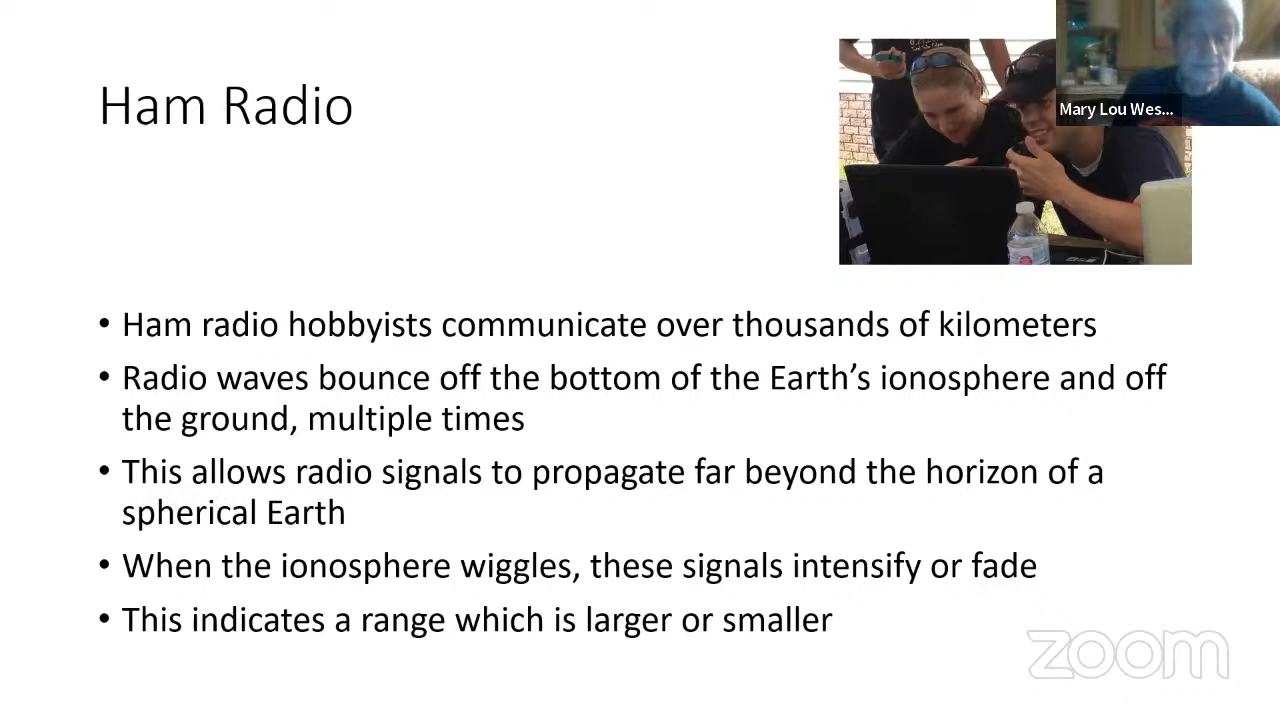 Ham Radio
Mary Lou Wes...
• Ham radio hobbyists communicate over thousands of kilometers
• Radio waves bounce off the bottom of the Earth’s ionosphere and off
the ground, multiple times
• This allows radio signals to propagate far beyond the horizon of a
spherical Earth
• When the ionosphere wiggles, these signals intensify or fade
• This indicates a range which is larger or smaller
zoom